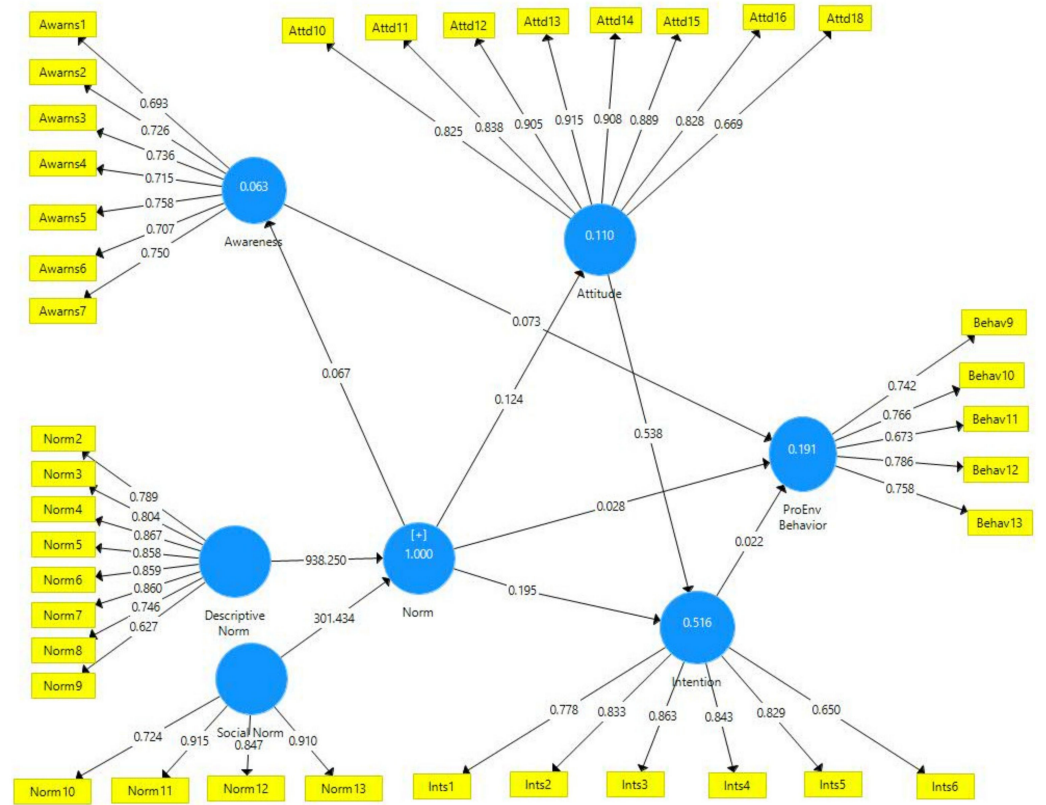 Awarns1
Awarns2
Awarns3
Awarns4
Awarns5
Awarns6
Awarns7
0.693
0.726
0.736
0.715
0.758
0.707
0.750
0.063
Awareness
Attd10
Attd11
Attd12
Attd13
Attd14
Attd15
Attd16
Attd18
0.825
0.838
0.905
0.915
0.908
0.889
0.828
0.669
0.110
Attitude
0.073
0.067
0.124
0.538
Behav9
Behav10
Behav11
Behav12
Behav13
0.742
0.766
0.673
0.786
0.758
0.191
ProEnv
Behavior
Norm2
Norm3
Norm4
Norm5
Norm6
Norm7
Norm8
Norm9
0.789
0.804
0.867
0.858
0.859
0.860
0.746
0.627
Descriptive
Norm
938.250
[+]
1.000
Norm
0.028
0.195
0.022
301.434
Social Norm
0.724
0.915
0.847
0.910
Norm10
Norm11
Norm12
Norm13
0.516
Intention
0.778
0.833
0.863
0.843
0.829
0.650
Ints1
Ints2
Ints3
Ints4
Ints5
Ints6